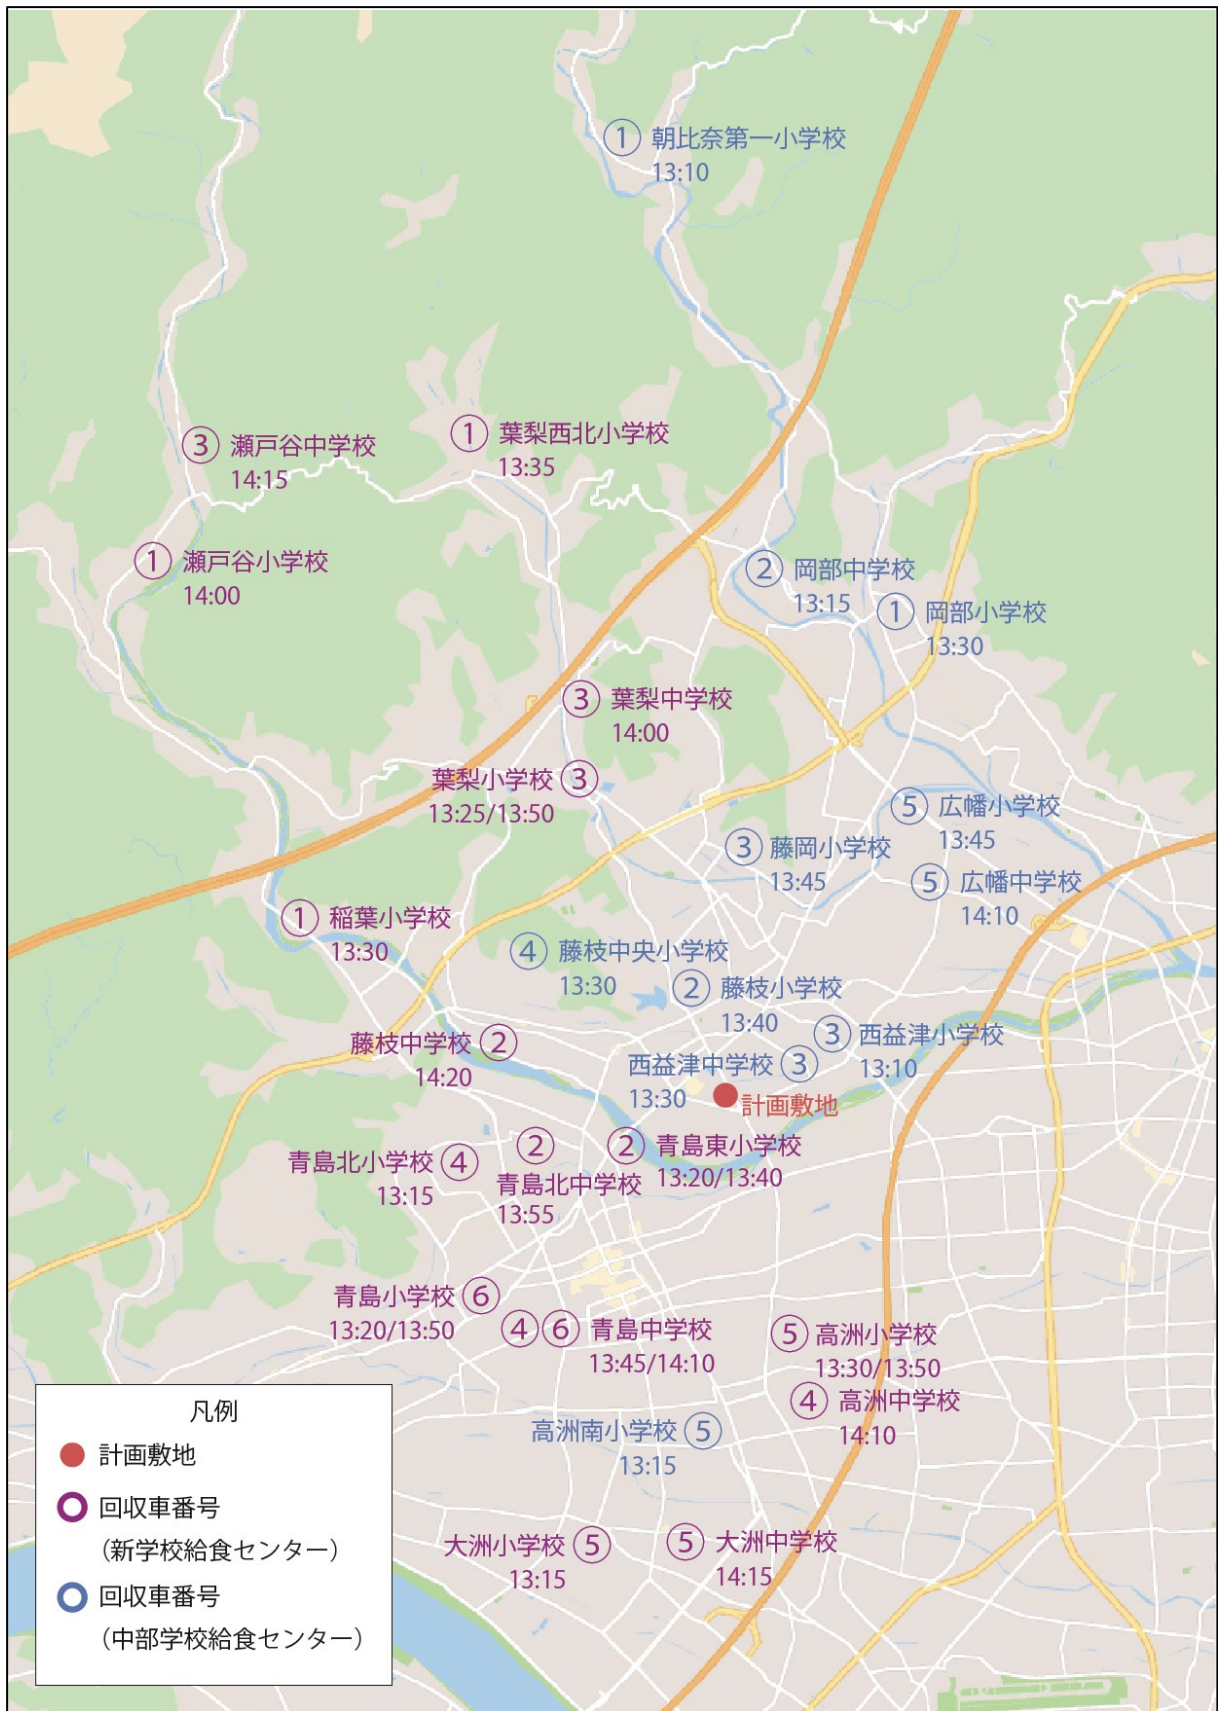 ① 朝比奈第一小学校
13:10
① 葉梨西北小学校
13:35
③ 瀬戸谷中学校
14:15
① 瀬戸谷小学校
14:00
② 岡部中学校
13:15
① 岡部小学校
13:30
③ 葉梨中学校
14:00
葉梨小学校 ③
13:25/13:50
⑤ 広幡小学校
13:45
③ 藤岡小学校
13:45
⑤ 広幡中学校
14:10
① 稲葉小学校
13:30
④ 藤枝中央小学校
13:30
② 藤枝小学校
13:40
③ 西益津小学校
13:10
藤枝中学校 ②
14:20
西益津中学校 ③
13:30
計画敷地
青島北小学校 ④
13:15
②
青島北中学校
13:55
② 青島東小学校
13:20/13:40
青島小学校 ⑥
13:20/13:50
④⑥ 青島中学校
13:45/14:10
⑤ 高洲小学校
13:30/13:50
④ 高洲中学校
14:10
高洲南小学校 ⑤
13:15
大洲小学校 ⑤
13:15
⑤ 大洲中学校
14:15
凡例
計画敷地
回収車番号
（新学校給食センター）
回収車番号
（中部学校給食センター）